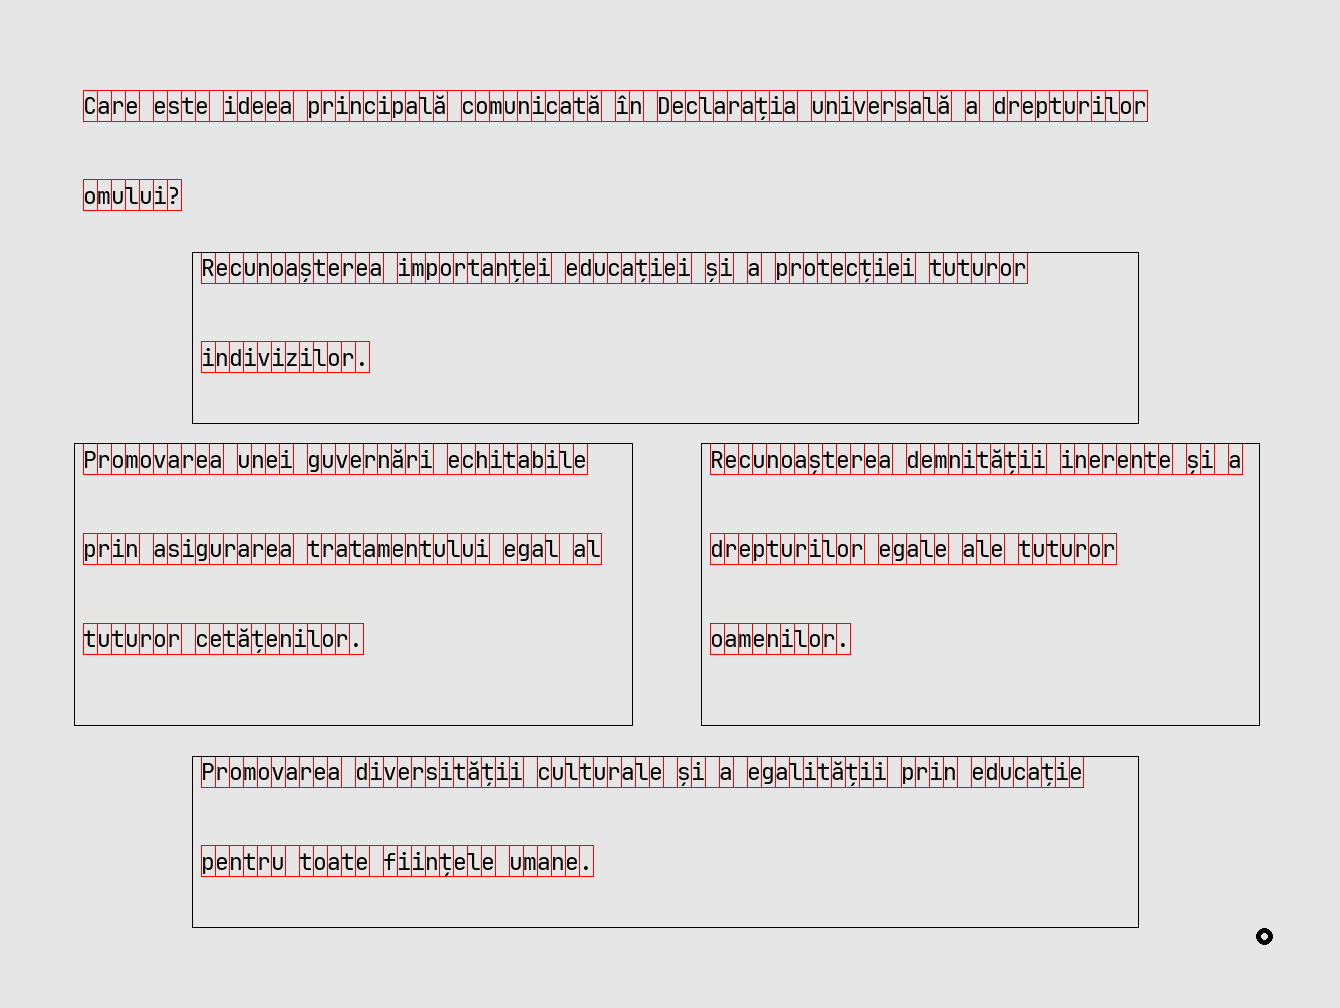 Care este ideea principală comunicată în Declarația universală a drepturilor
omului?
Recunoașterea importanței educației și a protecției tuturor
indivizilor.
Promovarea unei guvernări echitabile
prin asigurarea tratamentului egal al
tuturor cetățenilor.
Recunoașterea demnității inerente și a
drepturilor egale ale tuturor
oamenilor.
Promovarea diversității culturale și a egalității prin educație
pentru toate ființele umane.